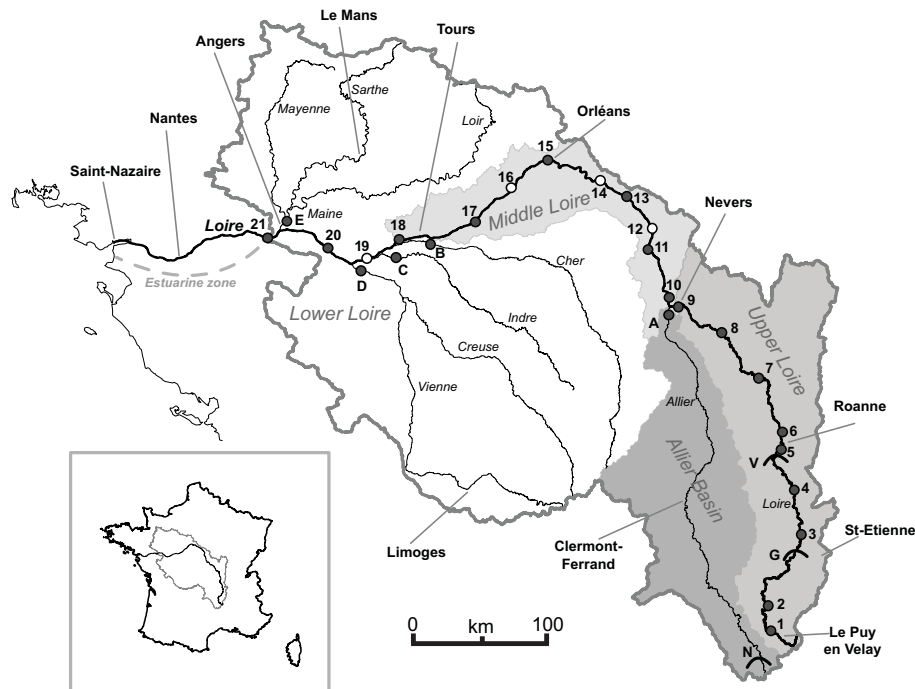 Le Mans
Angers
Tours
Sarthe
Mayenne
Loir
Nantes
Orléans
15
Saint-Nazaire
16
14
13
Nevers
Middle Loire
E
Maine
17
Loire
21
18
12
20
19
B
11
C
Cher
D
Estuarine zone
10
9
Lower Loire
A
8
Indre
Upper Loire
Creuse
7
Vienne
Allier
Roanne
6
5
V
Allier Basin
4
Loire
St-Etienne
3
Limoges
Clermont-
Ferrand
G
2
0
km
100
1
Le Puy
en Velay
N